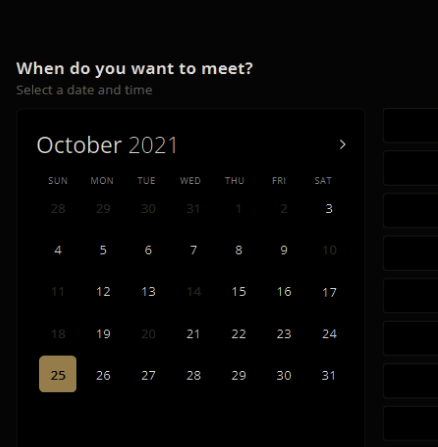 When do you want to meet?
Select a date and time
October 2021
SUN MON TUE WED THU FRI SAT
28 29 30 31 1 2 3
4 5 6 7 8 9 10
11 12 13 14 15 16 17
18 19 20 21 22 23 24
25 26 27 28 29 30 31